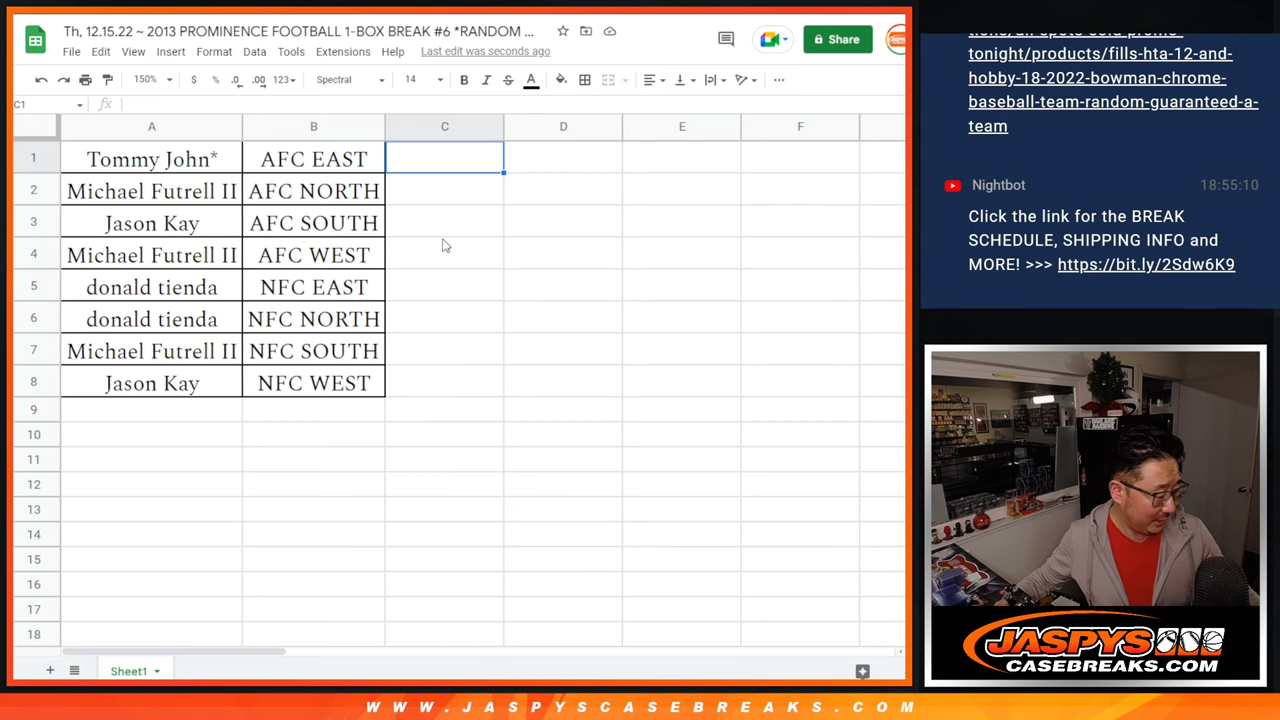 Th, 12.15.22 ~ 2013 PROMINENCE FOOTBALL 1-BOX BREAK #6 *RANDOM ...
File Edit View Insert Format Data Tools Extensions Help Last edit was seconds ago
Share
150% $ % .0 .00 123 Spectral 14 B I S A
C1 fx
A B C D E F
1 Tommy John* AFC EAST
2 Michael Futrell II AFC NORTH
3 Jason Kay AFC SOUTH
4 Michael Futrell II AFC WEST
5 donald tienda NFC EAST
6 donald tienda NFC NORTH
7 Michael Futrell II NFC SOUTH
8 Jason Kay NFC WEST
9
10
11
12
13
14
15
16
17
18
+ Sheet1
tonight/products/fills-hta-12-and-
hobby-18-2022-bowman-chrome-
baseball-team-random-guaranteed-a-
team
Nightbot 18:55:10
Click the link for the BREAK
SCHEDULE, SHIPPING INFO and
MORE! >>> https://bit.ly/2Sdw6K9
JASPYS
CASEBREAKS.COM
WWW.JASPYSCASEBREAKS.COM